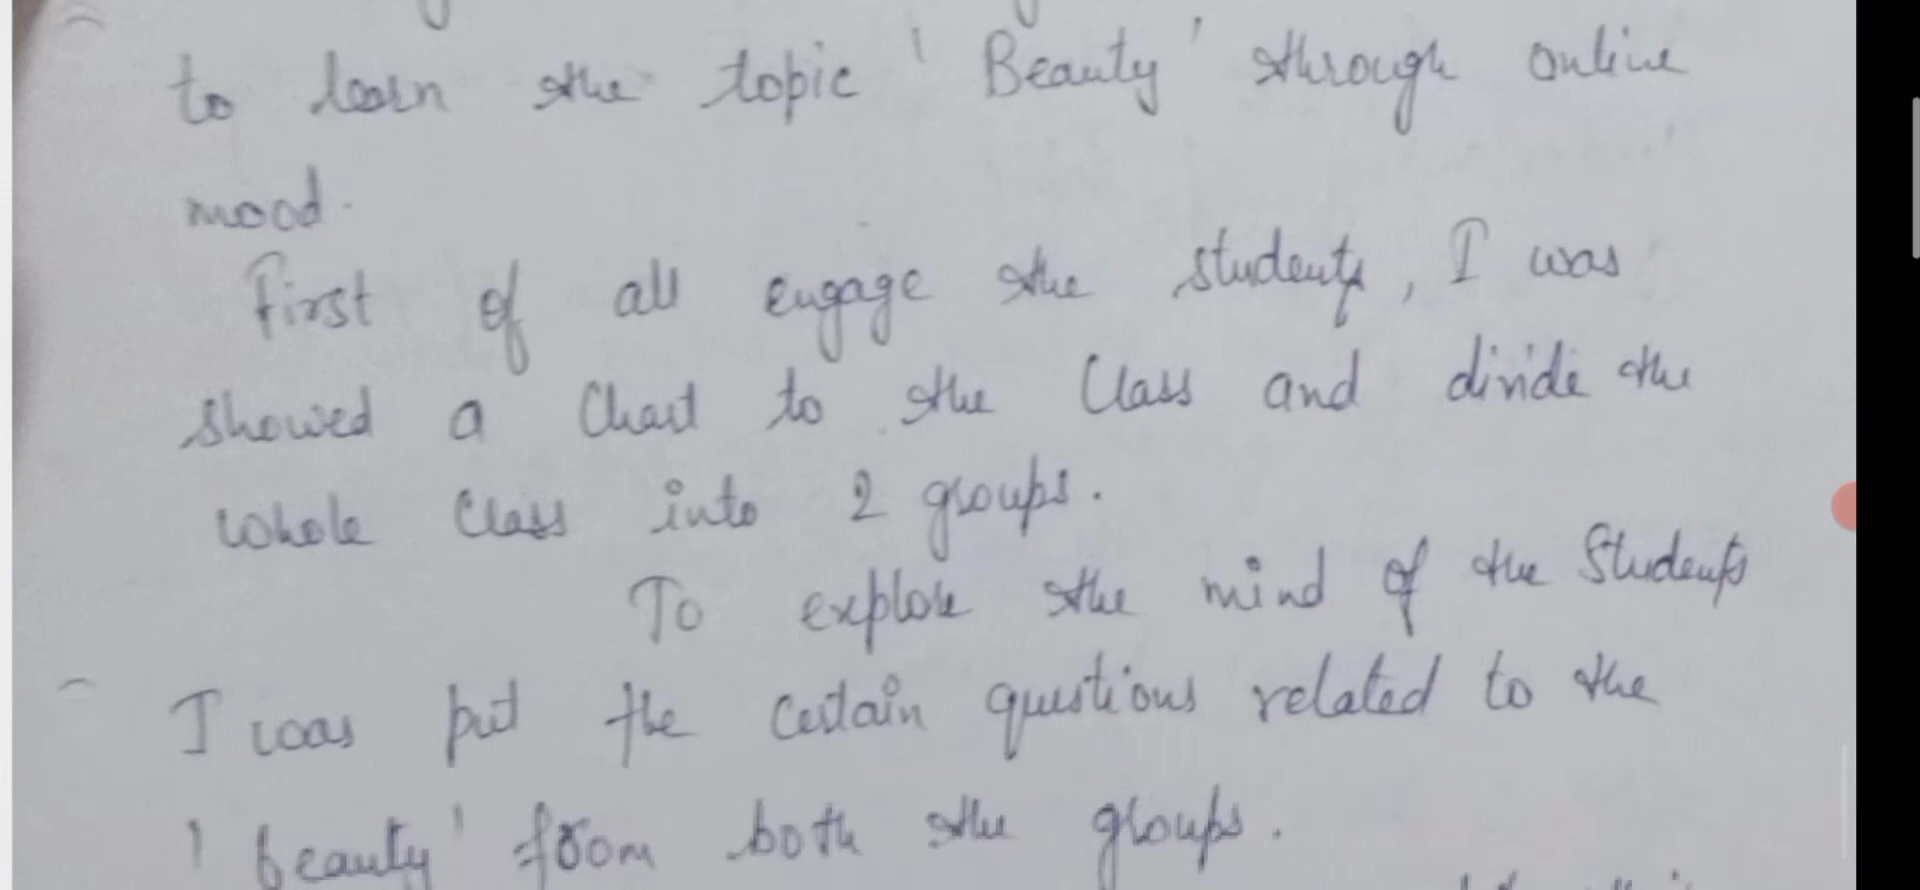 to learn the topic 'Beauty' through online
mood.
First of all engage the students, I was
showed a Chart to the Class and divide the
whole Class into 2 groups.
To explore the mind of the Students
I was put the certain questions related to the
'beauty' from both the groups.